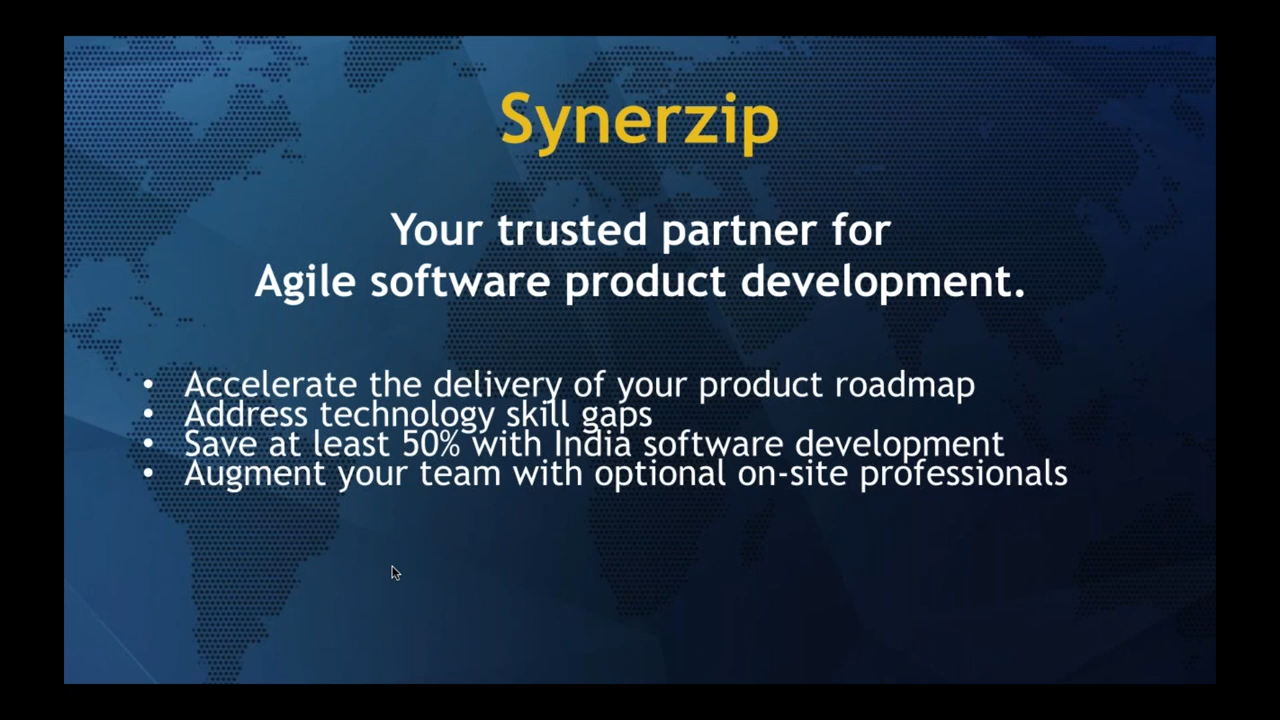 Synerzip
Your trusted partner for
Agile software product development.
• Accelerate the delivery of your product roadmap
• Address technology skill gaps
• Save at least 50% with India software development
• Augment your team with optional on-site professionals